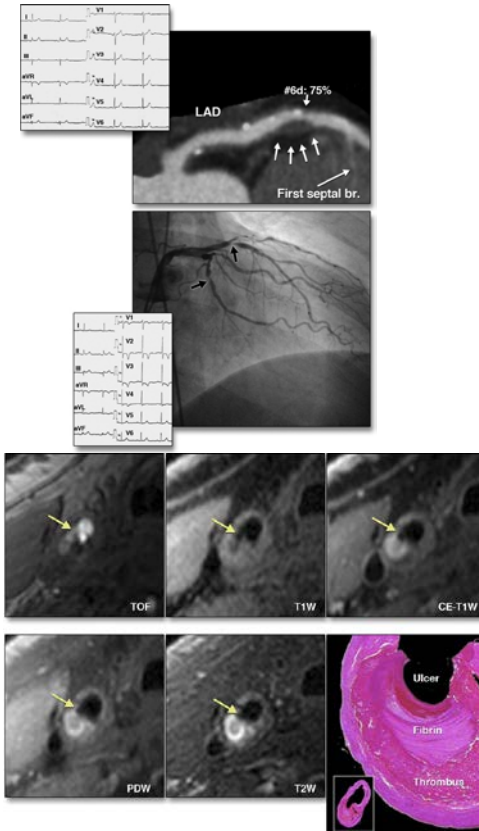 I
II
III
aVR
aVL
aVF
V1
V2
V3
V4
V5
V6
#6d: 75%
LAD
First septal br.
I
II
III
aVR
aVL
aVF
V1
V2
V3
V4
V5
V6
TOF
T1W
CE-T1W
PDW
T2W
Ulcer
Fibrin
Thrombus